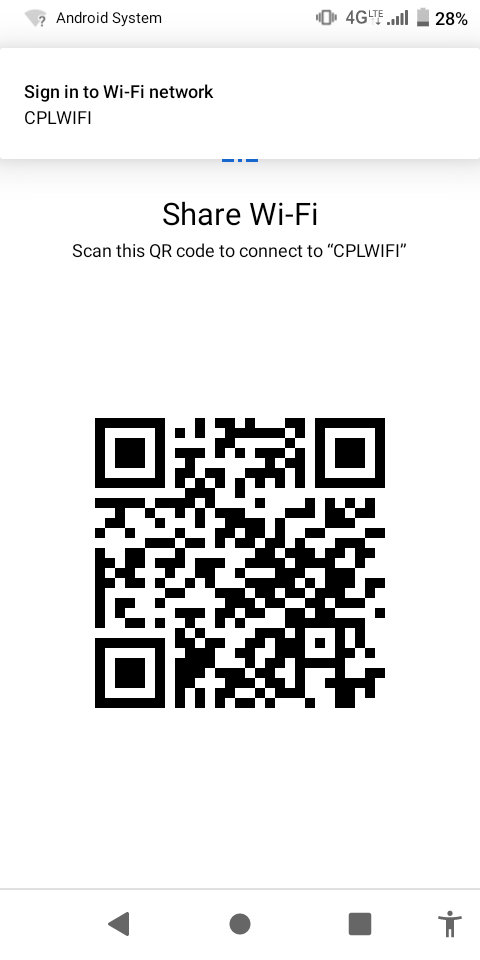 Android System
4G LTE
28%
Sign in to Wi-Fi network
CPLWIFI
Share Wi-Fi
Scan this QR code to connect to “CPLWIFI”